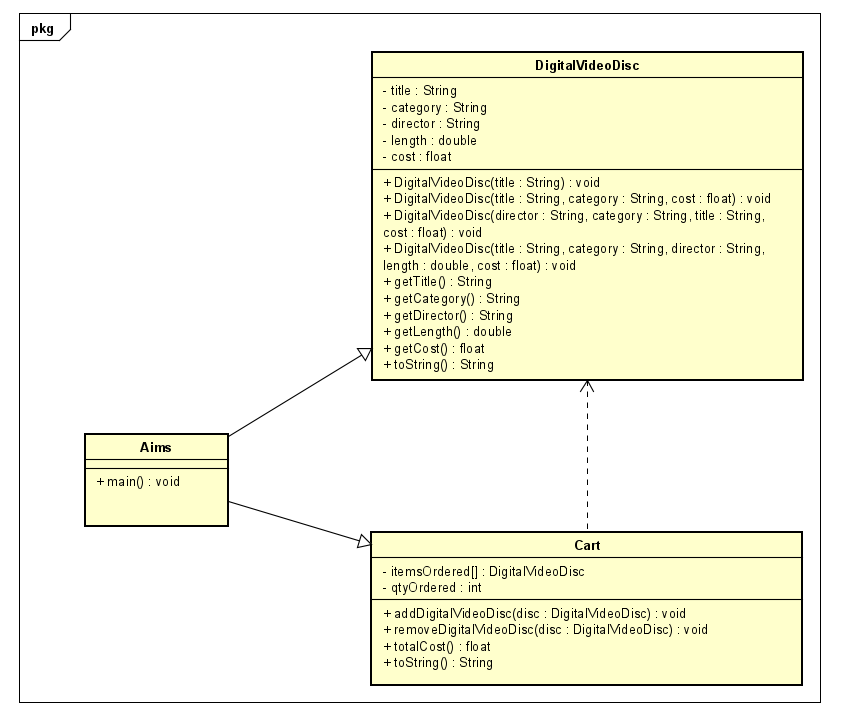 pkg
DigitalVideoDisc
- title : String
- category : String
- director : String
- length : double
- cost : float
+ DigitalVideoDisc(title : String) : void
+ DigitalVideoDisc(title : String, category : String, cost : float) : void
+ DigitalVideoDisc(director : String, category : String, title : String,
cost : float) : void
+ DigitalVideoDisc(title : String, category : String, director : String,
length : double, cost : float) : void
+ getTitle() : String
+ getCategory() : String
+ getDirector() : String
+ getLength() : double
+ getCost() : float
+ toString() : String
Aims
+ main() : void
Cart
- itemsOrdered[] : DigitalVideoDisc
- qtyOrdered : int
+ addDigitalVideoDisc(disc : DigitalVideoDisc) : void
+ removeDigitalVideoDisc(disc : DigitalVideoDisc) : void
+ totalCost() : float
+ toString() : String